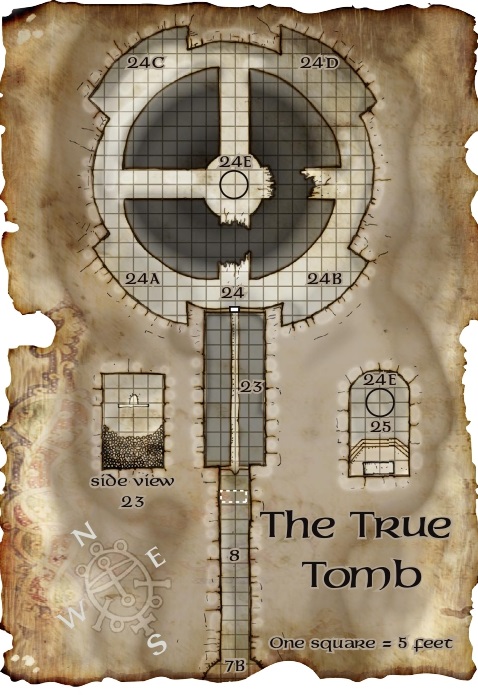 24C
24D
24E
24A
24B
24
23
24E
25
side view
23
The True
Tomb
8
N
E
W
S
One square = 5 feet
7B